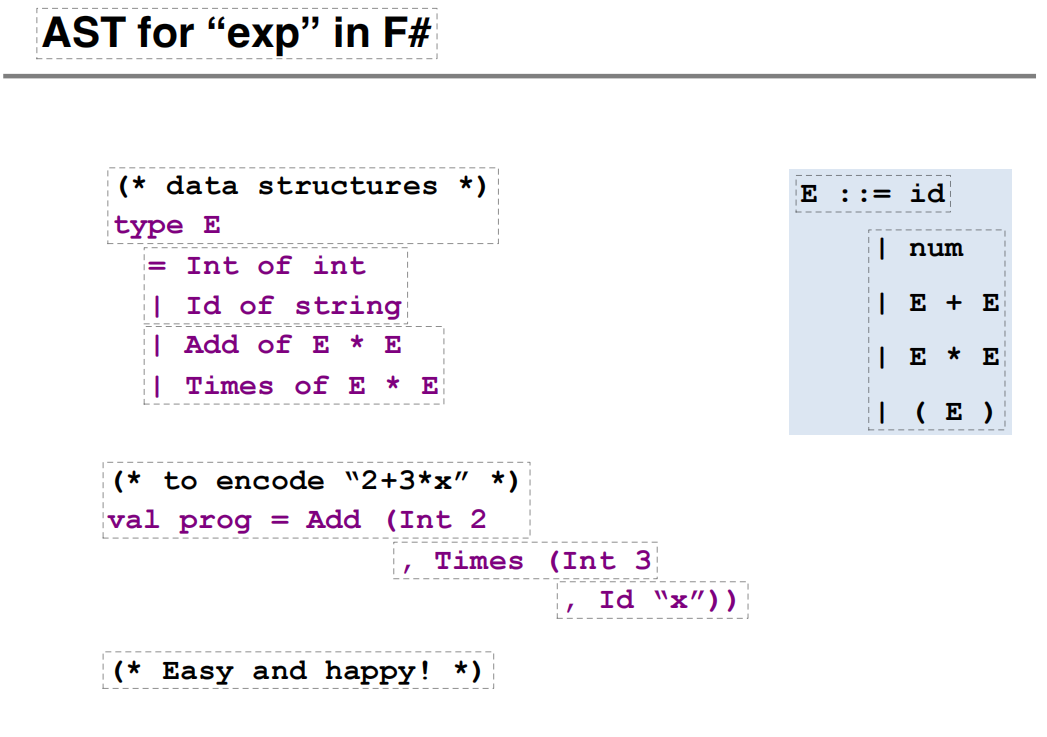 AST for “exp” in F#
(* data structures *)
type E
= Int of int
| Id of string
| Add of E * E
| Times of E * E
E ::= id
| num
| E + E
| E * E
| ( E )
(* to encode “2+3*x” *)
val prog = Add (Int 2
, Times (Int 3
, Id “x”))
(* Easy and happy! *)